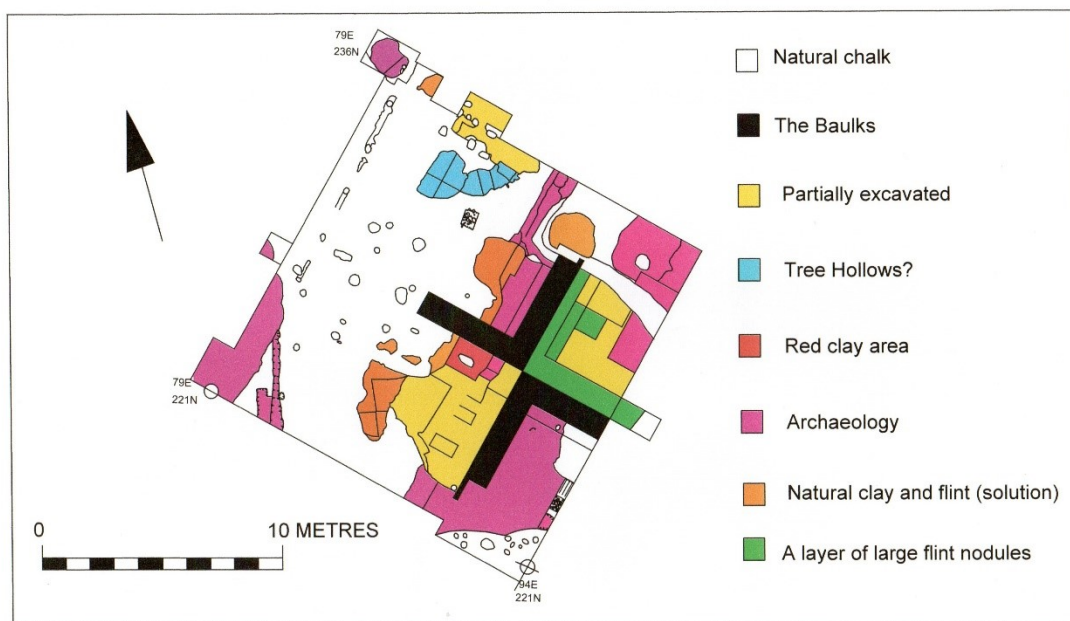 79E
236N
Natural chalk
The Baulks
Partially excavated
Tree Hollows?
Red clay area
79E
221N
Archaeology
Natural clay and flint (solution)
0 10 METRES
A layer of large flint nodules
94E
221N